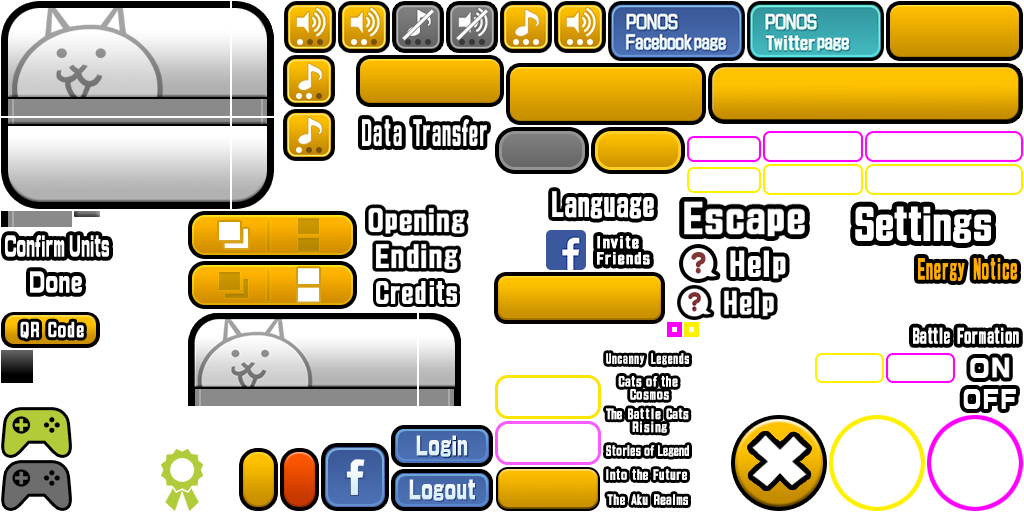 PONOS
Facebook page
PONOS
Twitter page
Data Transfer
Language
Escape
Settings
Opening
Ending
Credits
Invite
Friends
Help
Help
Energy Notice
Confirm Units
Done
QR Code
Battle Formation
ON
OFF
Uncanny Legends
Cats of the
Cosmos
The Battle Cats
Rising
Stories of Legend
Into the Future
The Aku Realms
f
f
Login
Logout